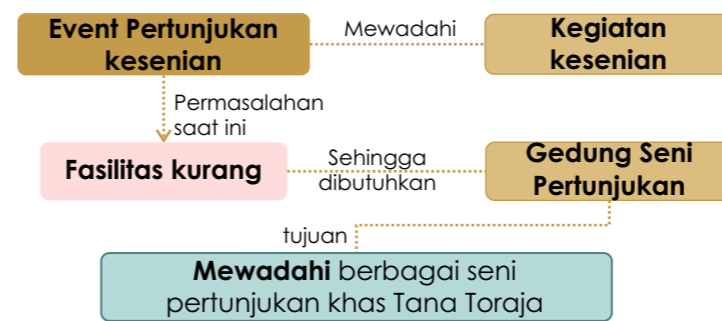 Event Pertunjukan
kesenian
Mewadahi
Kegiatan
kesenian
Permasalahan
saat ini
Fasilitas kurang
Sehingga
dibutuhkan
Gedung Seni
Pertunjukan
tujuan
Mewadahi berbagai seni
pertunjukan khas Tana Toraja